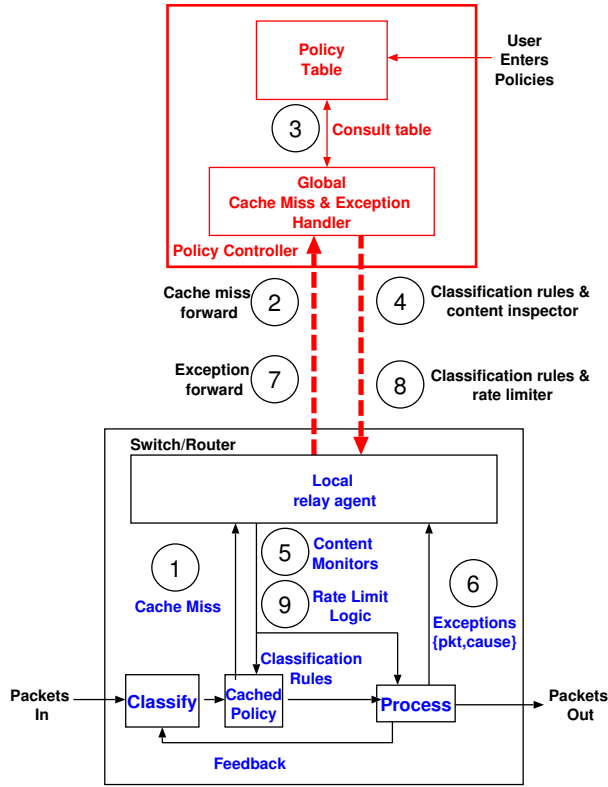 Policy
Table
User
Enters
Policies
3
Consult table
Global
Cache Miss & Exception
Handler
Policy Controller
Cache miss
forward
2
4
Classification rules &
content inspector
Exception
forward
7
8
Classification rules &
rate limiter
Switch/Router
Local
relay agent
1
Cache Miss
5
Content
Monitors
9
Rate Limit
Logic
6
Exceptions
{pkt,cause}
Classification
Rules
Packets
In
Classify
Cached
Policy
Process
Packets
Out
Feedback